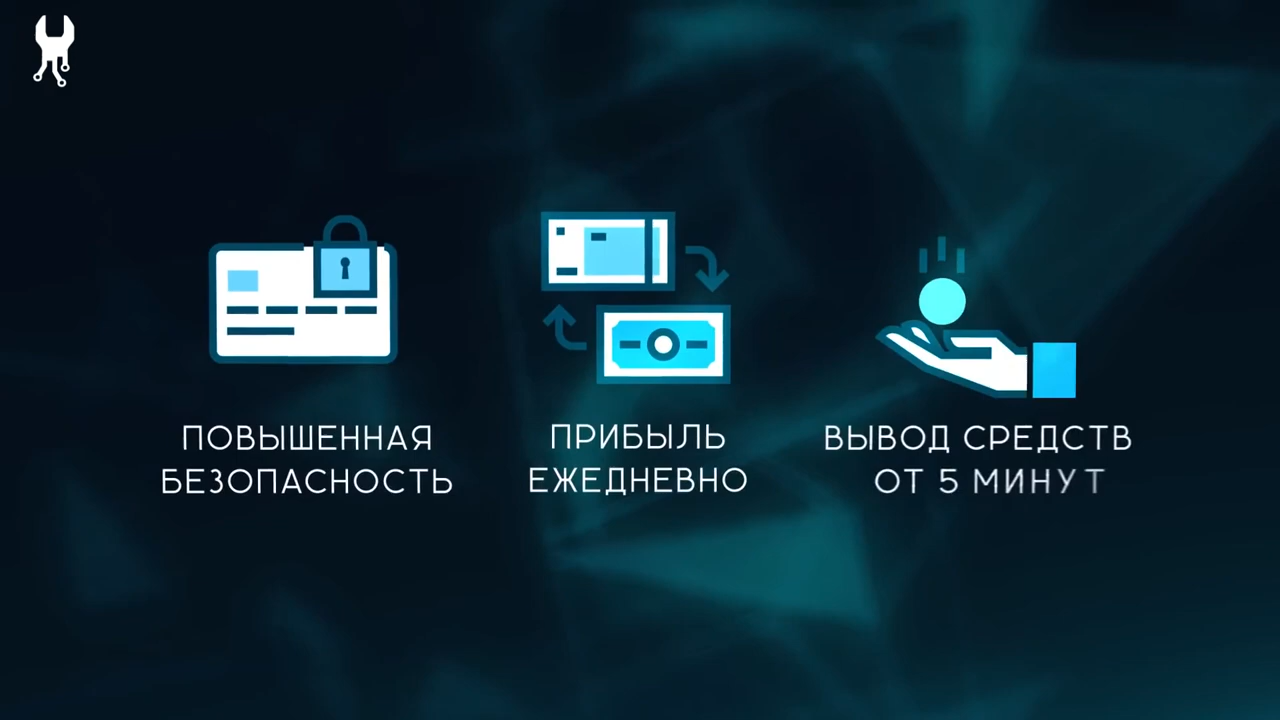 ПОВЫШЕННАЯ
БЕЗОПАСНОСТЬ
ПРИБЫЛЬ
ЕЖЕДНЕВНО
ВЫВОД СРЕДСТВ
ОТ 5 МИНУТ